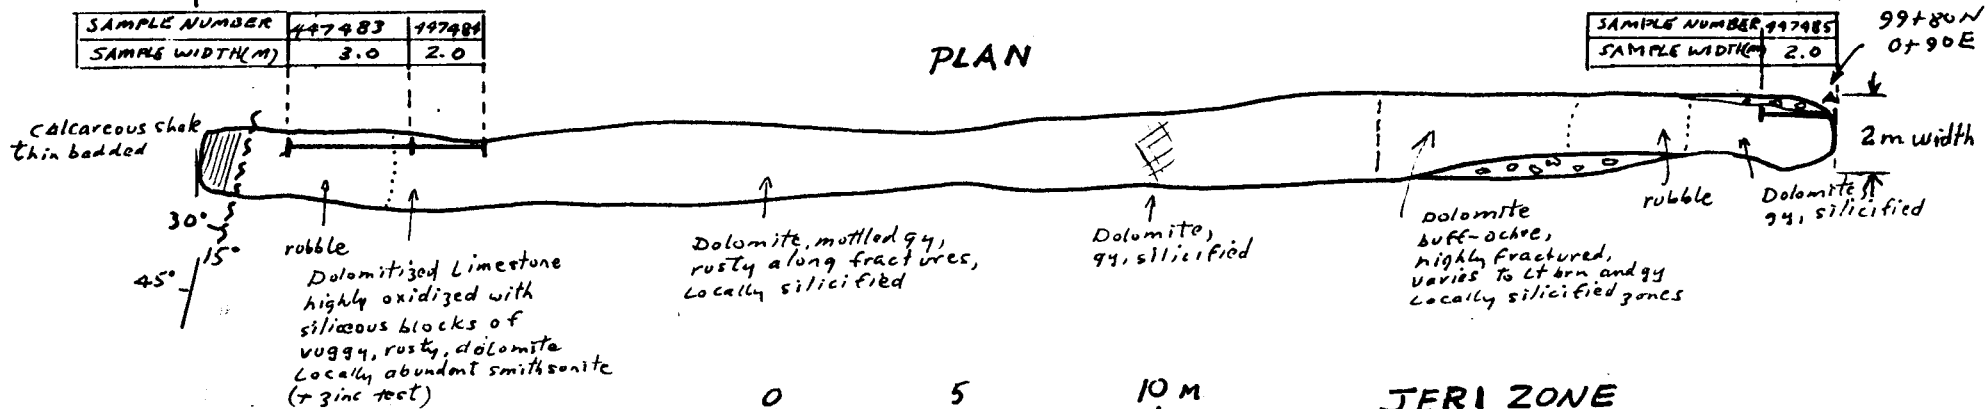 SAMPLE NUMBER 447483 447484
SAMPLE WIDTH(M) 3.0 2.0
PLAN
SAMPLE NUMBER 447485
SAMPLE WIDTH(M) 2.0
99+80N
0+90E
Calcareous shale
thin badded
2m width
30°
15°
45°
rubble
Dolomitized Limestone
highly oxidized with
siliceous blocks of
vuggy, rusty, dolomite
Locally abundant smithsonite
(+ zinc test)
Dolomite, mottled gy,
rusty along fractures,
Locally silicified
Dolomite,
gy, silicified
Dolomite
buff-ochre,
highly fractured,
varies to Lt brn and gy
Locally silicified zones
rubble
Dolomite,
gy, silicified
0 5 10 M
JERI ZONE